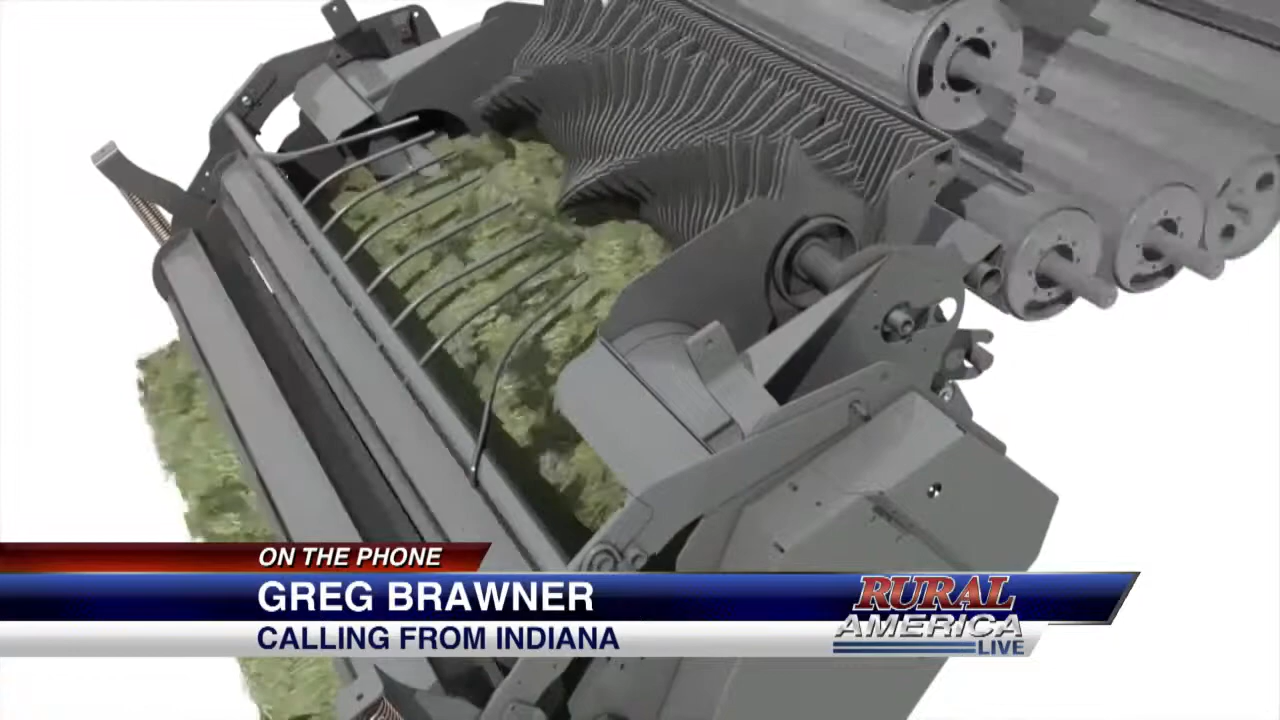 ON THE PHONE
GREG BRAWNER
CALLING FROM INDIANA
RURAL
AMERICA
LIVE